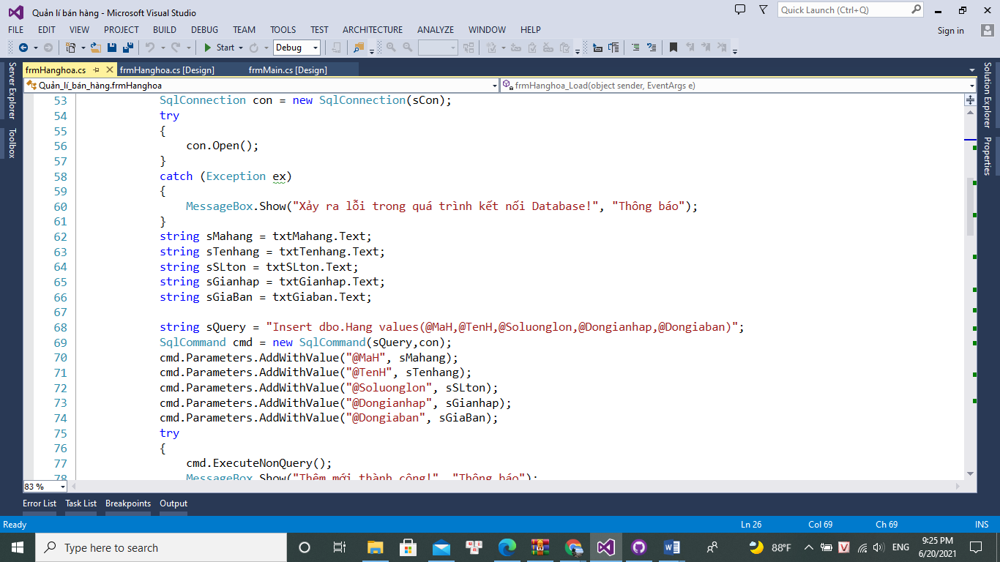 Quản lí bán hàng - Microsoft Visual Studio
Quick Launch (Ctrl+Q)
FILE EDIT VIEW PROJECT BUILD DEBUG TEAM TOOLS TEST ARCHITECTURE ANALYZE WINDOW HELP
Sign in
Start Debug
Server Explorer
Toolbox
Solution Explorer
Properties
frmHanghoa.cs frmHanghoa.cs [Design] frmMain.cs [Design]
Quản_lí_bán_hàng.frmHanghoa frmHanghoa_Load(object sender, EventArgs e)
53 SqlConnection con = new SqlConnection(sCon);
54 try
55 {
56 con.Open();
57 }
58 catch (Exception ex)
59 {
60 MessageBox.Show("Xảy ra lỗi trong quá trình kết nối Database!", "Thông báo");
61 }
62 string sMahang = txtMahang.Text;
63 string sTenhang = txtTenhang.Text;
64 string sSLton = txtSLton.Text;
65 string sGianhap = txtGianhap.Text;
66 string sGiaBan = txtGiaban.Text;
67
68 string sQuery = "Insert dbo.Hang values(@MaH,@TenH,@Soluonglon,@Dongianhap,@Dongiaban)";
69 SqlCommand cmd = new SqlCommand(sQuery,con);
70 cmd.Parameters.AddWithValue("@MaH", sMahang);
71 cmd.Parameters.AddWithValue("@TenH", sTenhang);
72 cmd.Parameters.AddWithValue("@Soluonglon", sSLton);
73 cmd.Parameters.AddWithValue("@Dongianhap", sGianhap);
74 cmd.Parameters.AddWithValue("@Dongiaban", sGiaBan);
75 try
76 {
77 cmd.ExecuteNonQuery();
78 MessageBox.Show("Thêm mới thành công!", "Thông báo");
83 %
Error List Task List Breakpoints Output
Ready Ln 26 Col 69 Ch 69 INS
Type here to search
88°F ENG
9:25 PM
6/20/2021